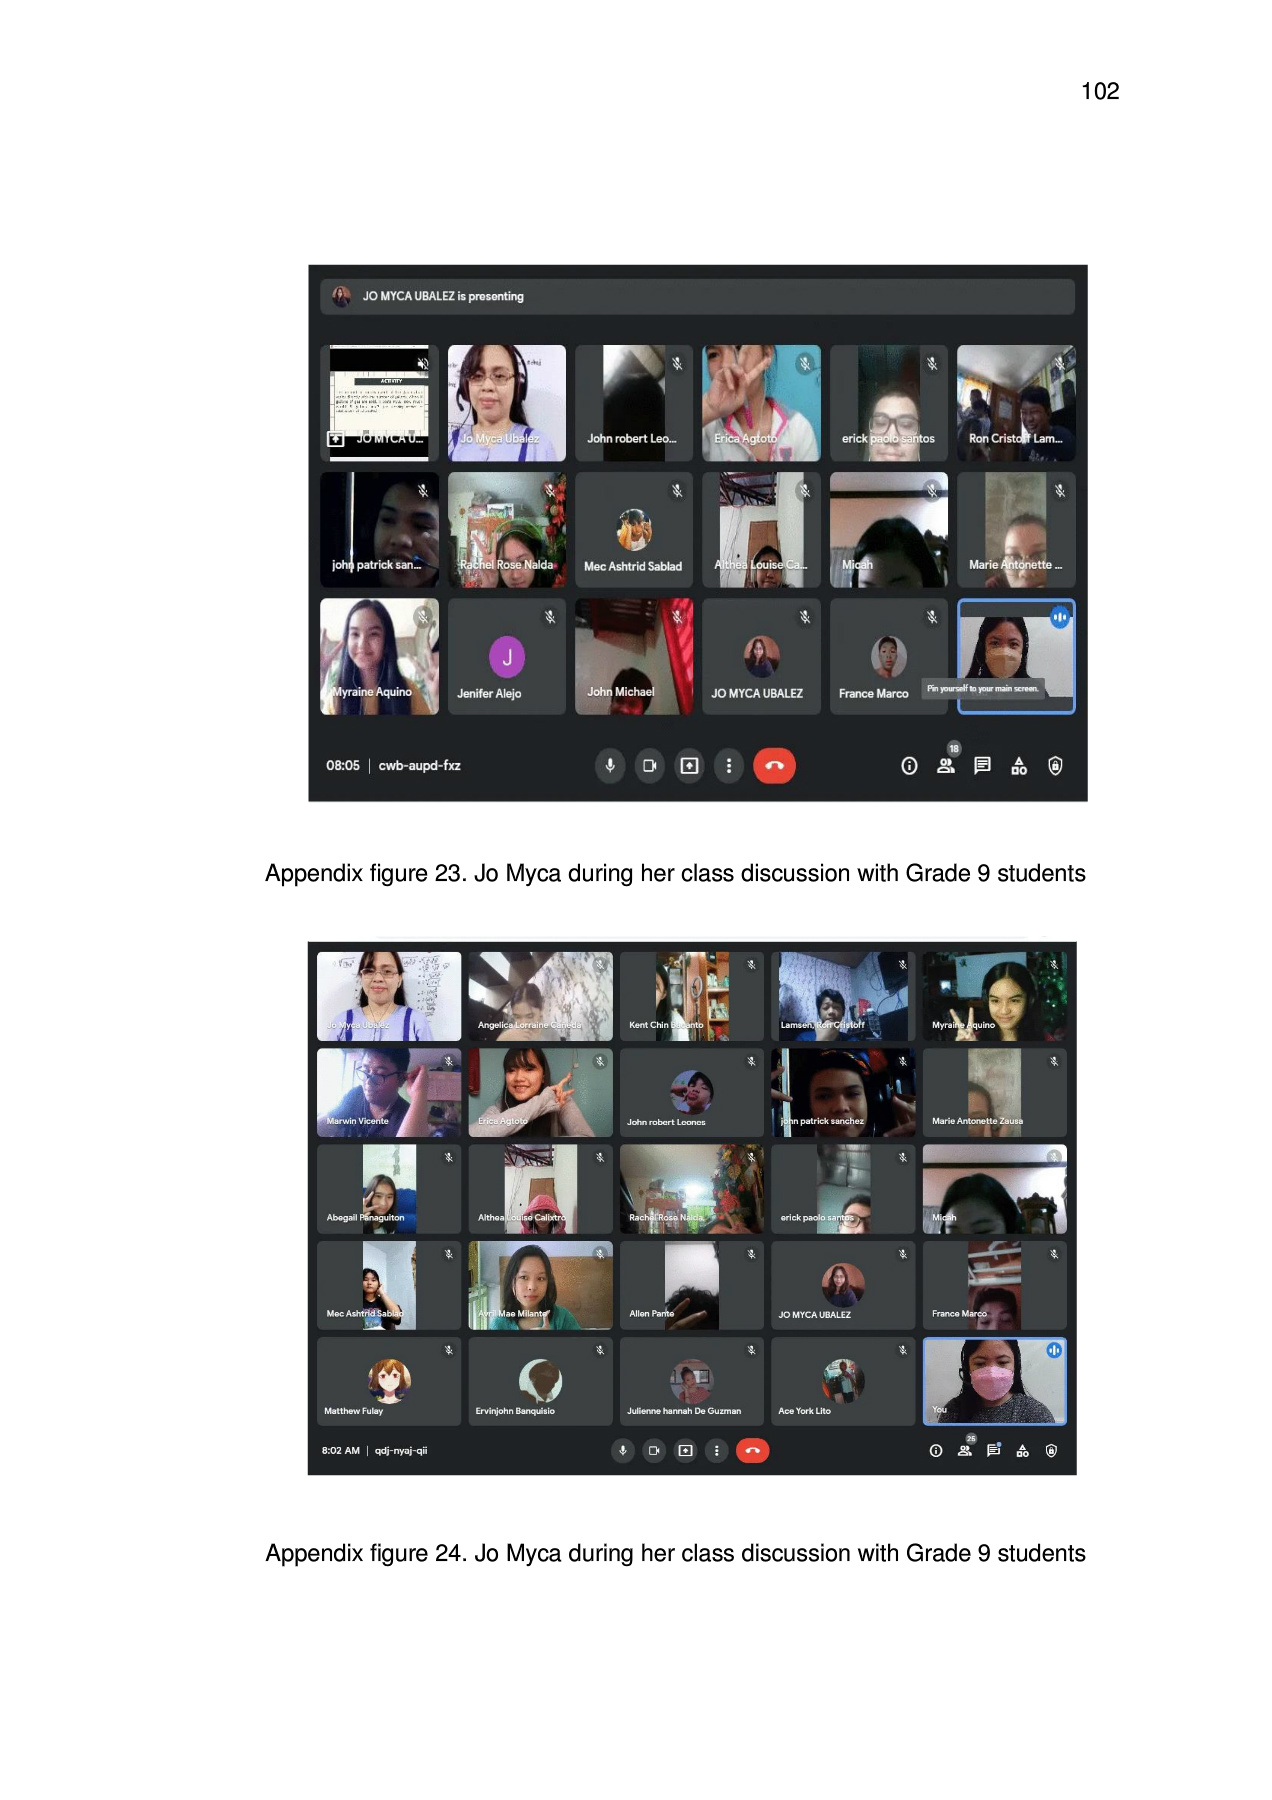 102
JO MYCA UBALEZ is presenting
ACTIVITY
JO MYCA U...
Jo Myca Ubalez
John robert Leo...
Erica Agtoto
erick paolo santos
Ron Cristoff Lam...
john patrick san...
Rachel Rose Nalda
Mec Ashtrid Sablad
Althea Louise Ca...
Micah
Marie Antonette ...
Myraine Aquino
J
Jenifer Alejo
John Michael
JO MYCA UBALEZ
France Marco
Pin yourself to your main screen.
08:05 | cwb-aupd-fxz
18
Appendix figure 23. Jo Myca during her class discussion with Grade 9 students
Jo Myca Ubalez
Angelica Lorraine Caneda
Kent Chin
Lamsen, Ron Cristoff
Myraine Aquino
Marwin Vicente
Erica Agtoto
John robert Leones
john patrick sanchez
Marie Antonette Zausa
Abegail Panaguiton
Althea Louise Calixtro
Rachel Rose Nalda
erick paolo santos
Micah
Mec Ashtrid Sablad
Avril Mae Milante
Allen Pante
JO MYCA UBALEZ
France Marco
Matthew Fulay
Ervinjohn Banquisio
Julienne hannah De Guzman
Ace York Lito
You
8:02 AM | qdj-nyaj-qii
25
Appendix figure 24. Jo Myca during her class discussion with Grade 9 students